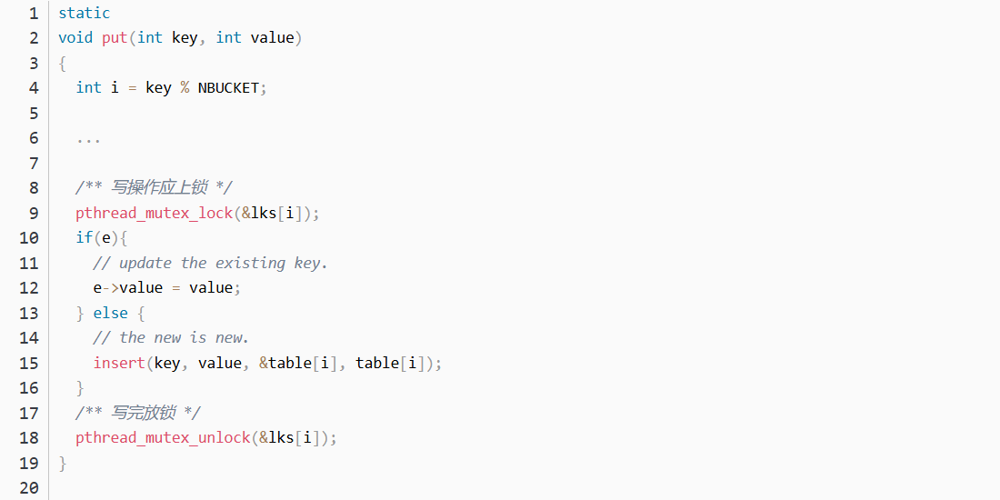 1 static
2 void put(int key, int value)
3 {
4   int i = key % NBUCKET;
5
6   ...
7
8   /** 写操作应上锁 */
9   pthread_mutex_lock(&lks[i]);
10   if(e){
11     // update the existing key.
12     e->value = value;
13   } else {
14     // the new is new.
15     insert(key, value, &table[i], table[i]);
16   }
17   /** 写完放锁 */
18   pthread_mutex_unlock(&lks[i]);
19 }
20